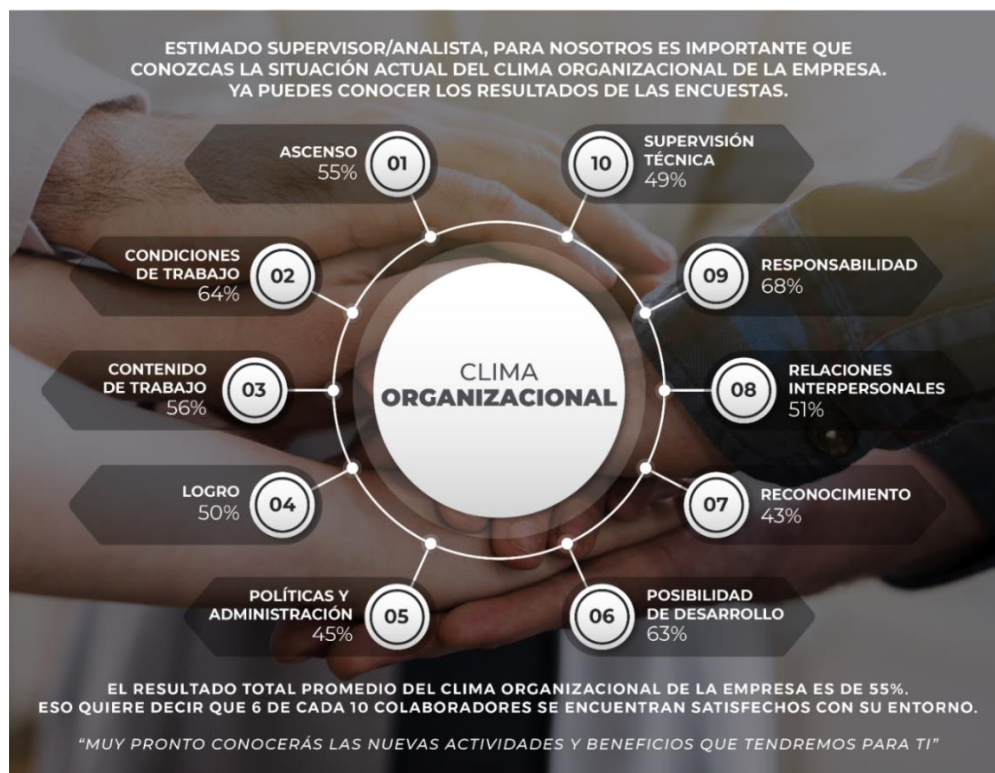 ESTIMADO SUPERVISOR/ANALISTA, PARA NOSOTROS ES IMPORTANTE QUE
CONOZCAS LA SITUACIÓN ACTUAL DEL CLIMA ORGANIZACIONAL DE LA EMPRESA.
YA PUEDES CONOCER LOS RESULTADOS DE LAS ENCUESTAS.
ASCENSO
55%
01
CONDICIONES
DE TRABAJO
64%
02
CONTENIDO
DE TRABAJO
56%
03
LOGRO
50%
04
POLÍTICAS Y
ADMINISTRACIÓN
45%
05
CLIMA
ORGANIZACIONAL
10
SUPERVISIÓN
TÉCNICA
49%
09
RESPONSABILIDAD
68%
08
RELACIONES
INTERPERSONALES
51%
07
RECONOCIMIENTO
43%
06
POSIBILIDAD
DE DESARROLLO
63%
EL RESULTADO TOTAL PROMEDIO DEL CLIMA ORGANIZACIONAL DE LA EMPRESA ES DE 55%.
ESO QUIERE DECIR QUE 6 DE CADA 10 COLABORADORES SE ENCUENTRAN SATISFECHOS CON SU ENTORNO.
“MUY PRONTO CONOCERÁS LAS NUEVAS ACTIVIDADES Y BENEFICIOS QUE TENDREMOS PARA TI”